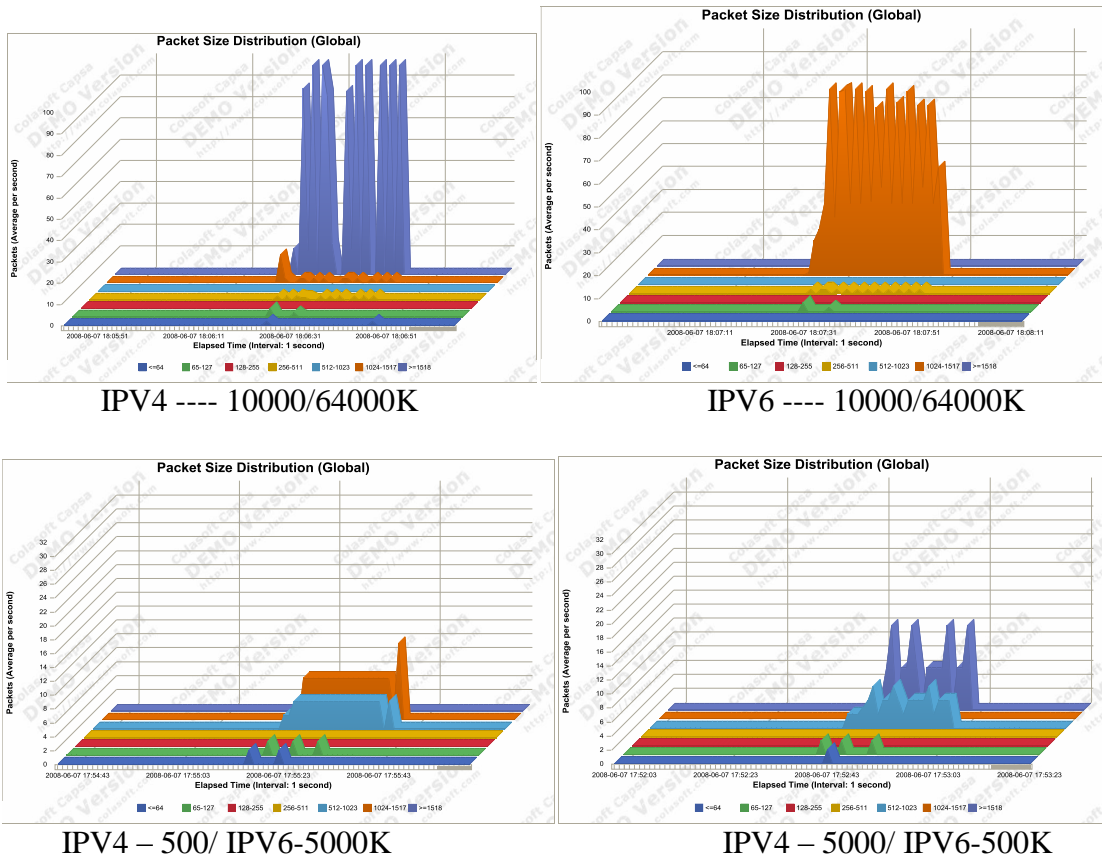 Packet Size Distribution (Global)
Packets (Average per second)
100
90
80
70
60
50
40
30
20
10
0
2008-06-07 18:05:51 2008-06-07 18:06:11 2008-06-07 18:06:31 2008-06-07 18:06:51
Elapsed Time (Interval: 1 second)
<=64 65-127 128-255 256-511 512-1023 1024-1517 >=1518
IPV4 ---- 10000/64000K
Packet Size Distribution (Global)
Packets (Average per second)
100
90
80
70
60
50
40
30
20
10
0
2008-06-07 18:07:11 2008-06-07 18:07:31 2008-06-07 18:07:51 2008-06-07 18:08:11
Elapsed Time (Interval: 1 second)
<=64 65-127 128-255 256-511 512-1023 1024-1517 >=1518
IPV6 ---- 10000/64000K
Packet Size Distribution (Global)
Packets (Average per second)
32
30
28
26
24
22
20
18
16
14
12
10
8
6
4
2
0
2008-06-07 17:54:43 2008-06-07 17:55:03 2008-06-07 17:55:23 2008-06-07 17:55:43
Elapsed Time (Interval: 1 second)
<=64 65-127 128-255 256-511 512-1023 1024-1517 >=1518
IPV4 – 500/ IPV6-5000K
Packet Size Distribution (Global)
Packets (Average per second)
32
30
28
26
24
22
20
18
16
14
12
10
8
6
4
2
0
2008-06-07 17:52:03 2008-06-07 17:52:23 2008-06-07 17:52:43 2008-06-07 17:53:03 2008-06-07 17:53:23
Elapsed Time (Interval: 1 second)
<=64 65-127 128-255 256-511 512-1023 1024-1517 >=1518
IPV4 – 5000/ IPV6-500K
Colasoft Capsa
DEMO Version
http://www.colasoft.com